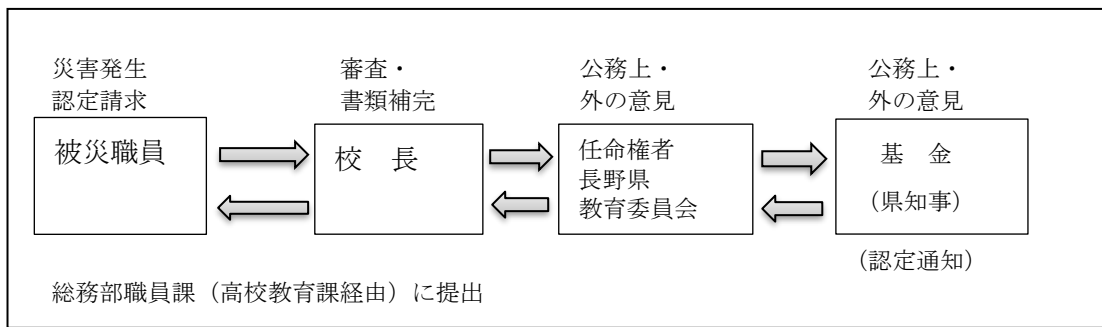 災害発生
認定請求
審査・
書類補完
公務上・
外の意見
公務上・
外の意見
被災職員
校　長
任命権者
長野県
教育委員会
基　金
（県知事）
（認定通知）
総務部職員課（高校教育課経由）に提出